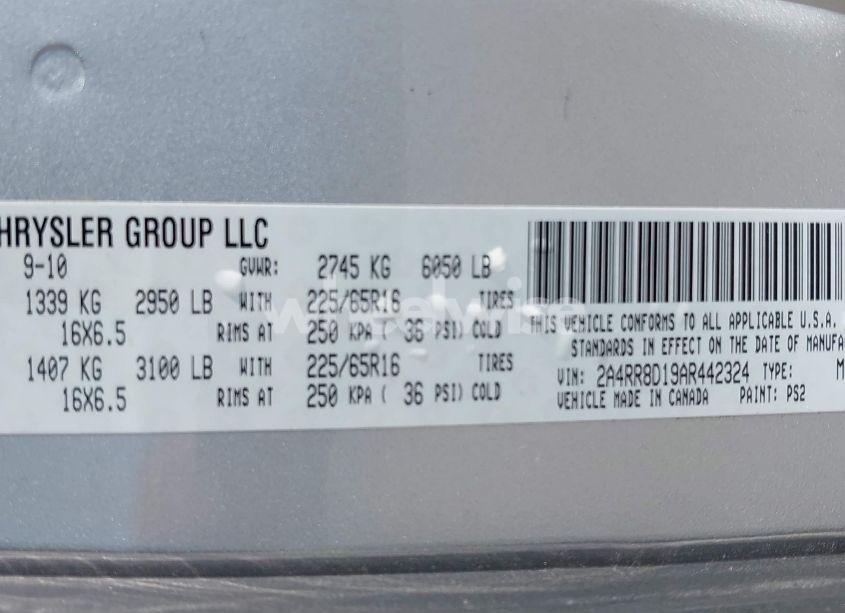 HRYSLER GROUP LLC
9-10 GVWR: 2745 KG 6050 LB
1339 KG 2950 LB WITH 225/65R16 TIRES
16X6.5 RIMS AT 250 KPA ( 36 PSI) COLD
1407 KG 3100 LB WITH 225/65R16 TIRES
16X6.5 RIMS AT 250 KPA ( 36 PSI) COLD
THIS VEHICLE CONFORMS TO ALL APPLICABLE U.S.A.
STANDARDS IN EFFECT ON THE DATE OF MANUFA
VIN: 2A4RR8D19AR442324 TYPE: M
VEHICLE MADE IN CANADA PAINT: PS2
wheelwise